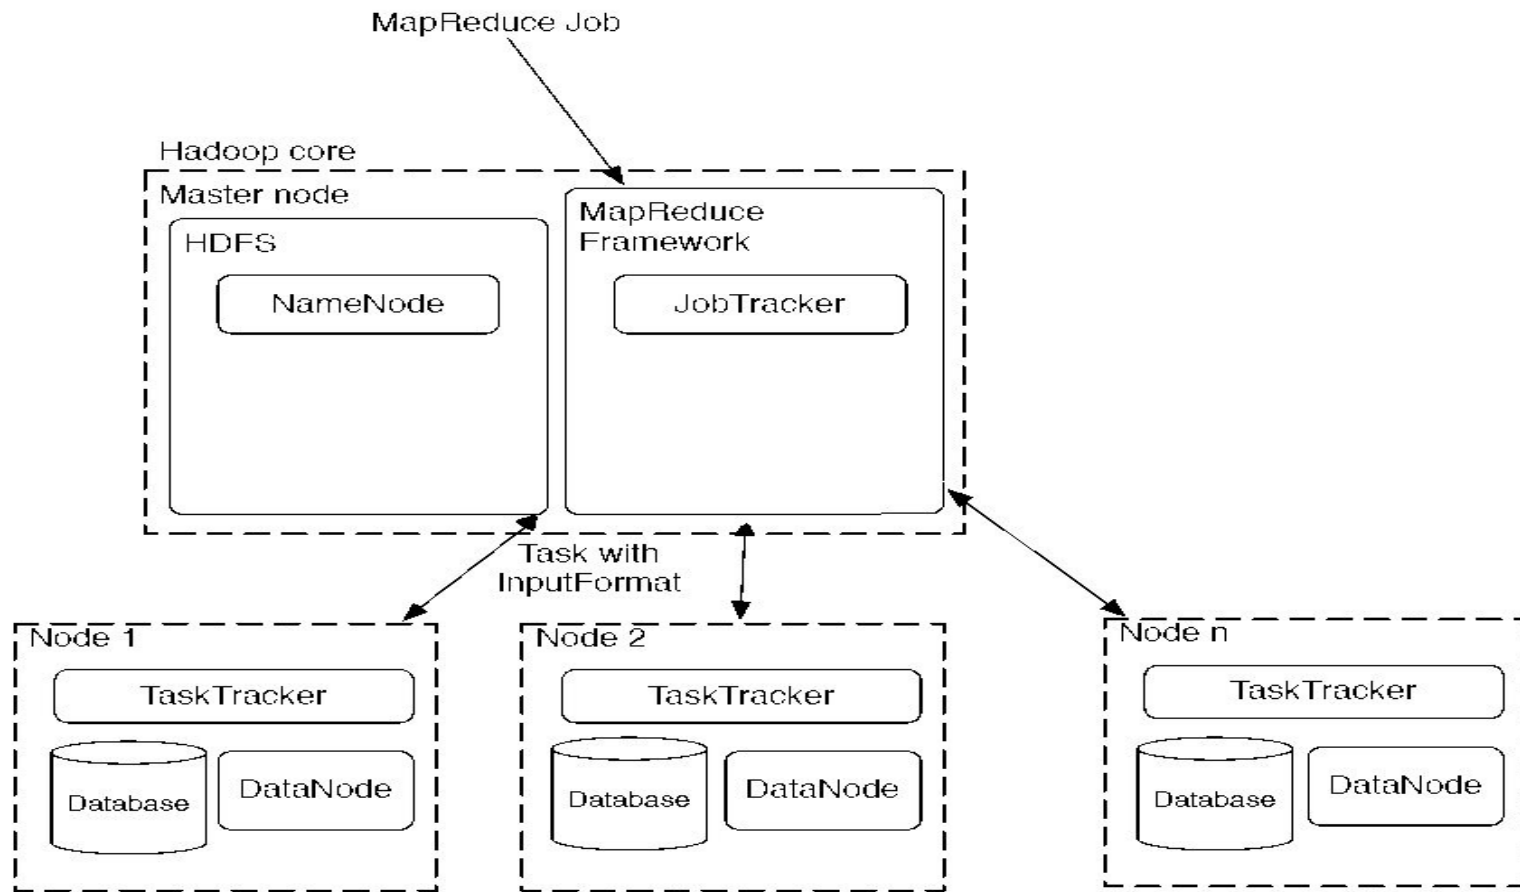 MapReduce Job
Hadoop core
Master node
HDFS
NameNode
MapReduce
Framework
JobTracker
Task with
InputFormat
Node 1
TaskTracker
Database
DataNode
Node 2
TaskTracker
Database
DataNode
Node n
TaskTracker
Database
DataNode